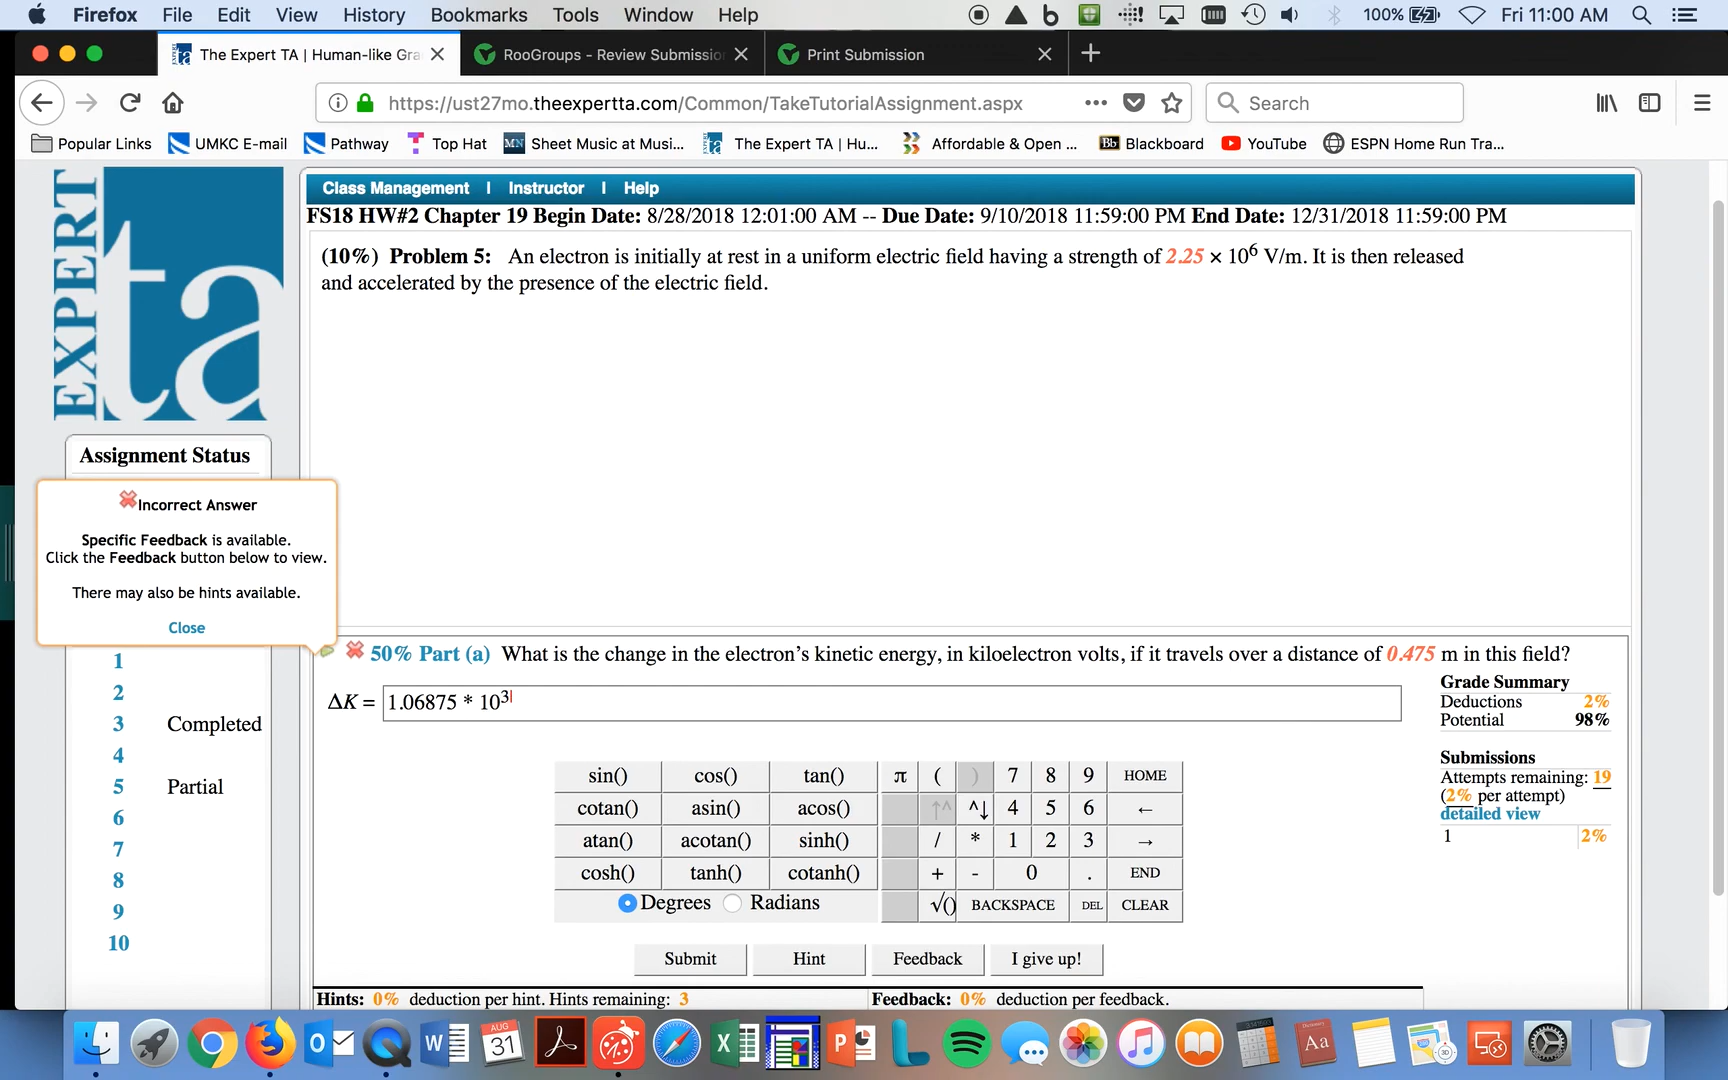 Firefox File Edit View History Bookmarks Tools Window Help 100% Fri 11:00 AM
The Expert TA | Human-like Gra RooGroups - Review Submissio Print Submission
https://ust27mo.theexpertta.com/Common/TakeTutorialAssignment.aspx Search
Popular Links UMKC E-mail Pathway Top Hat MN Sheet Music at Musi... The Expert TA | Hu... Affordable & Open ... Bb Blackboard YouTube ESPN Home Run Tra...
EXPERT ta
Class Management | Instructor | Help
FS18 HW#2 Chapter 19 Begin Date: 8/28/2018 12:01:00 AM -- Due Date: 9/10/2018 11:59:00 PM End Date: 12/31/2018 11:59:00 PM
(10%) Problem 5: An electron is initially at rest in a uniform electric field having a strength of 2.25 × 10⁶ V/m. It is then released
and accelerated by the presence of the electric field.
Assignment Status
Incorrect Answer
Specific Feedback is available.
Click the Feedback button below to view.
There may also be hints available.
Close
1
2
3 Completed
4
5 Partial
6
7
8
9
10
50% Part (a) What is the change in the electron's kinetic energy, in kiloelectron volts, if it travels over a distance of 0.475 m in this field?
ΔK = 1.06875 * 10³
Grade Summary
Deductions 2%
Potential 98%
Submissions
Attempts remaining: 19
(2% per attempt)
detailed view
1 2%
sin() cos() tan() π ( ) 7 8 9 HOME
cotan() asin() acos() ↑^ ^↓ 4 5 6 ←
atan() acotan() sinh() / * 1 2 3 →
cosh() tanh() cotanh() + - 0 . END
Degrees Radians √() BACKSPACE DEL CLEAR
Submit Hint Feedback I give up!
Hints: 0% deduction per hint. Hints remaining: 3 Feedback: 0% deduction per feedback.
AUG
31
Aa